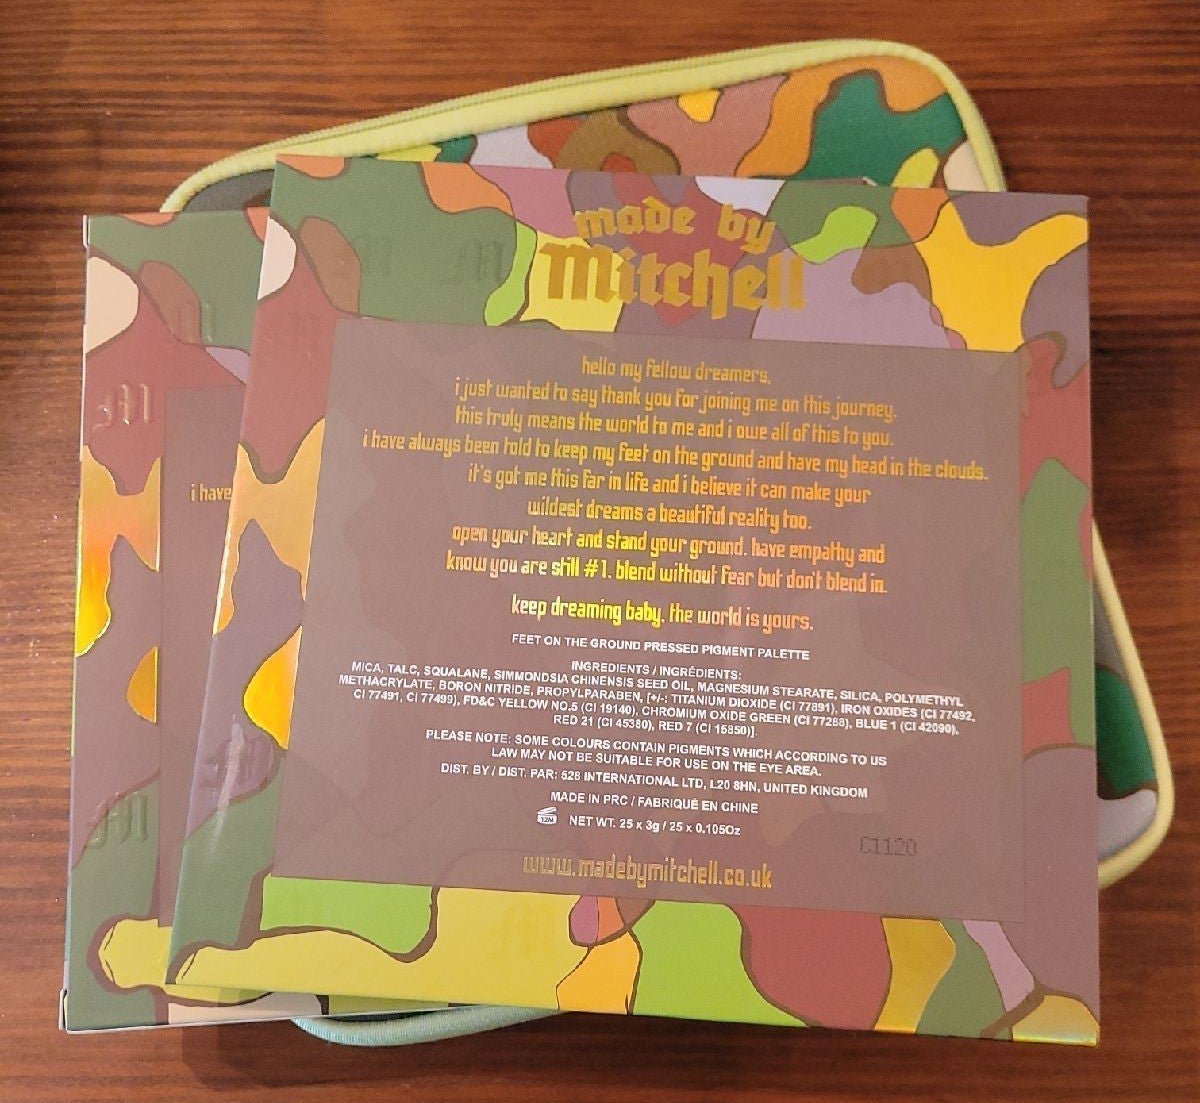 made by
Mitchell
hello my fellow dreamers,
i just wanted to say thank you for joining me on this journey.
this truly means the world to me and i owe all of this to you.
i have always been told to keep my feet on the ground and have my head in the clouds.
it's got me this far in life and i believe it can make your
wildest dreams a beautiful reality too.
open your heart and stand your ground. have empathy and
know you are still #1. blend without fear but don't blend in.
keep dreaming baby. the world is yours.
FEET ON THE GROUND PRESSED PIGMENT PALETTE
INGREDIENTS / INGRÉDIENTS:
MICA, TALC, SQUALANE, SIMMONDSIA CHINENSIS SEED OIL, MAGNESIUM STEARATE, SILICA, POLYMETHYL
METHACRYLATE, BORON NITRIDE, PROPYLPARABEN, [+/-: TITANIUM DIOXIDE (CI 77891), IRON OXIDES (CI 77492,
CI 77491, CI 77499), FD&C YELLOW NO.5 (CI 19140), CHROMIUM OXIDE GREEN (CI 77288), BLUE 1 (CI 42090),
RED 21 (CI 45380), RED 7 (CI 15850)].
PLEASE NOTE: SOME COLOURS CONTAIN PIGMENTS WHICH ACCORDING TO US
LAW MAY NOT BE SUITABLE FOR USE ON THE EYE AREA.
DIST. BY / DIST. PAR: 528 INTERNATIONAL LTD, L20 8HN, UNITED KINGDOM
MADE IN PRC / FABRIQUÉ EN CHINE
12M
NET WT. 25 x 3g / 25 x 0.105Oz
C1120
www.madebymitchell.co.uk
i have